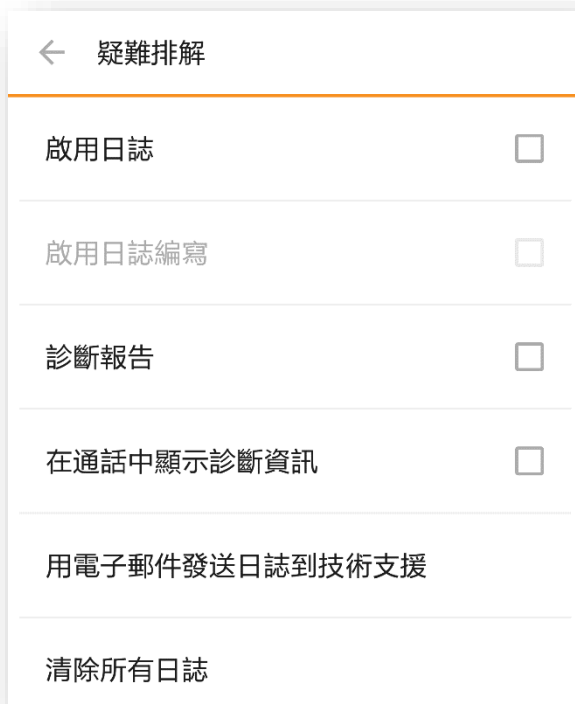 疑難排解
啟用日誌
啟用日誌編寫
診斷報告
在通話中顯示診斷資訊
用電子郵件發送日誌到技術支援
清除所有日誌